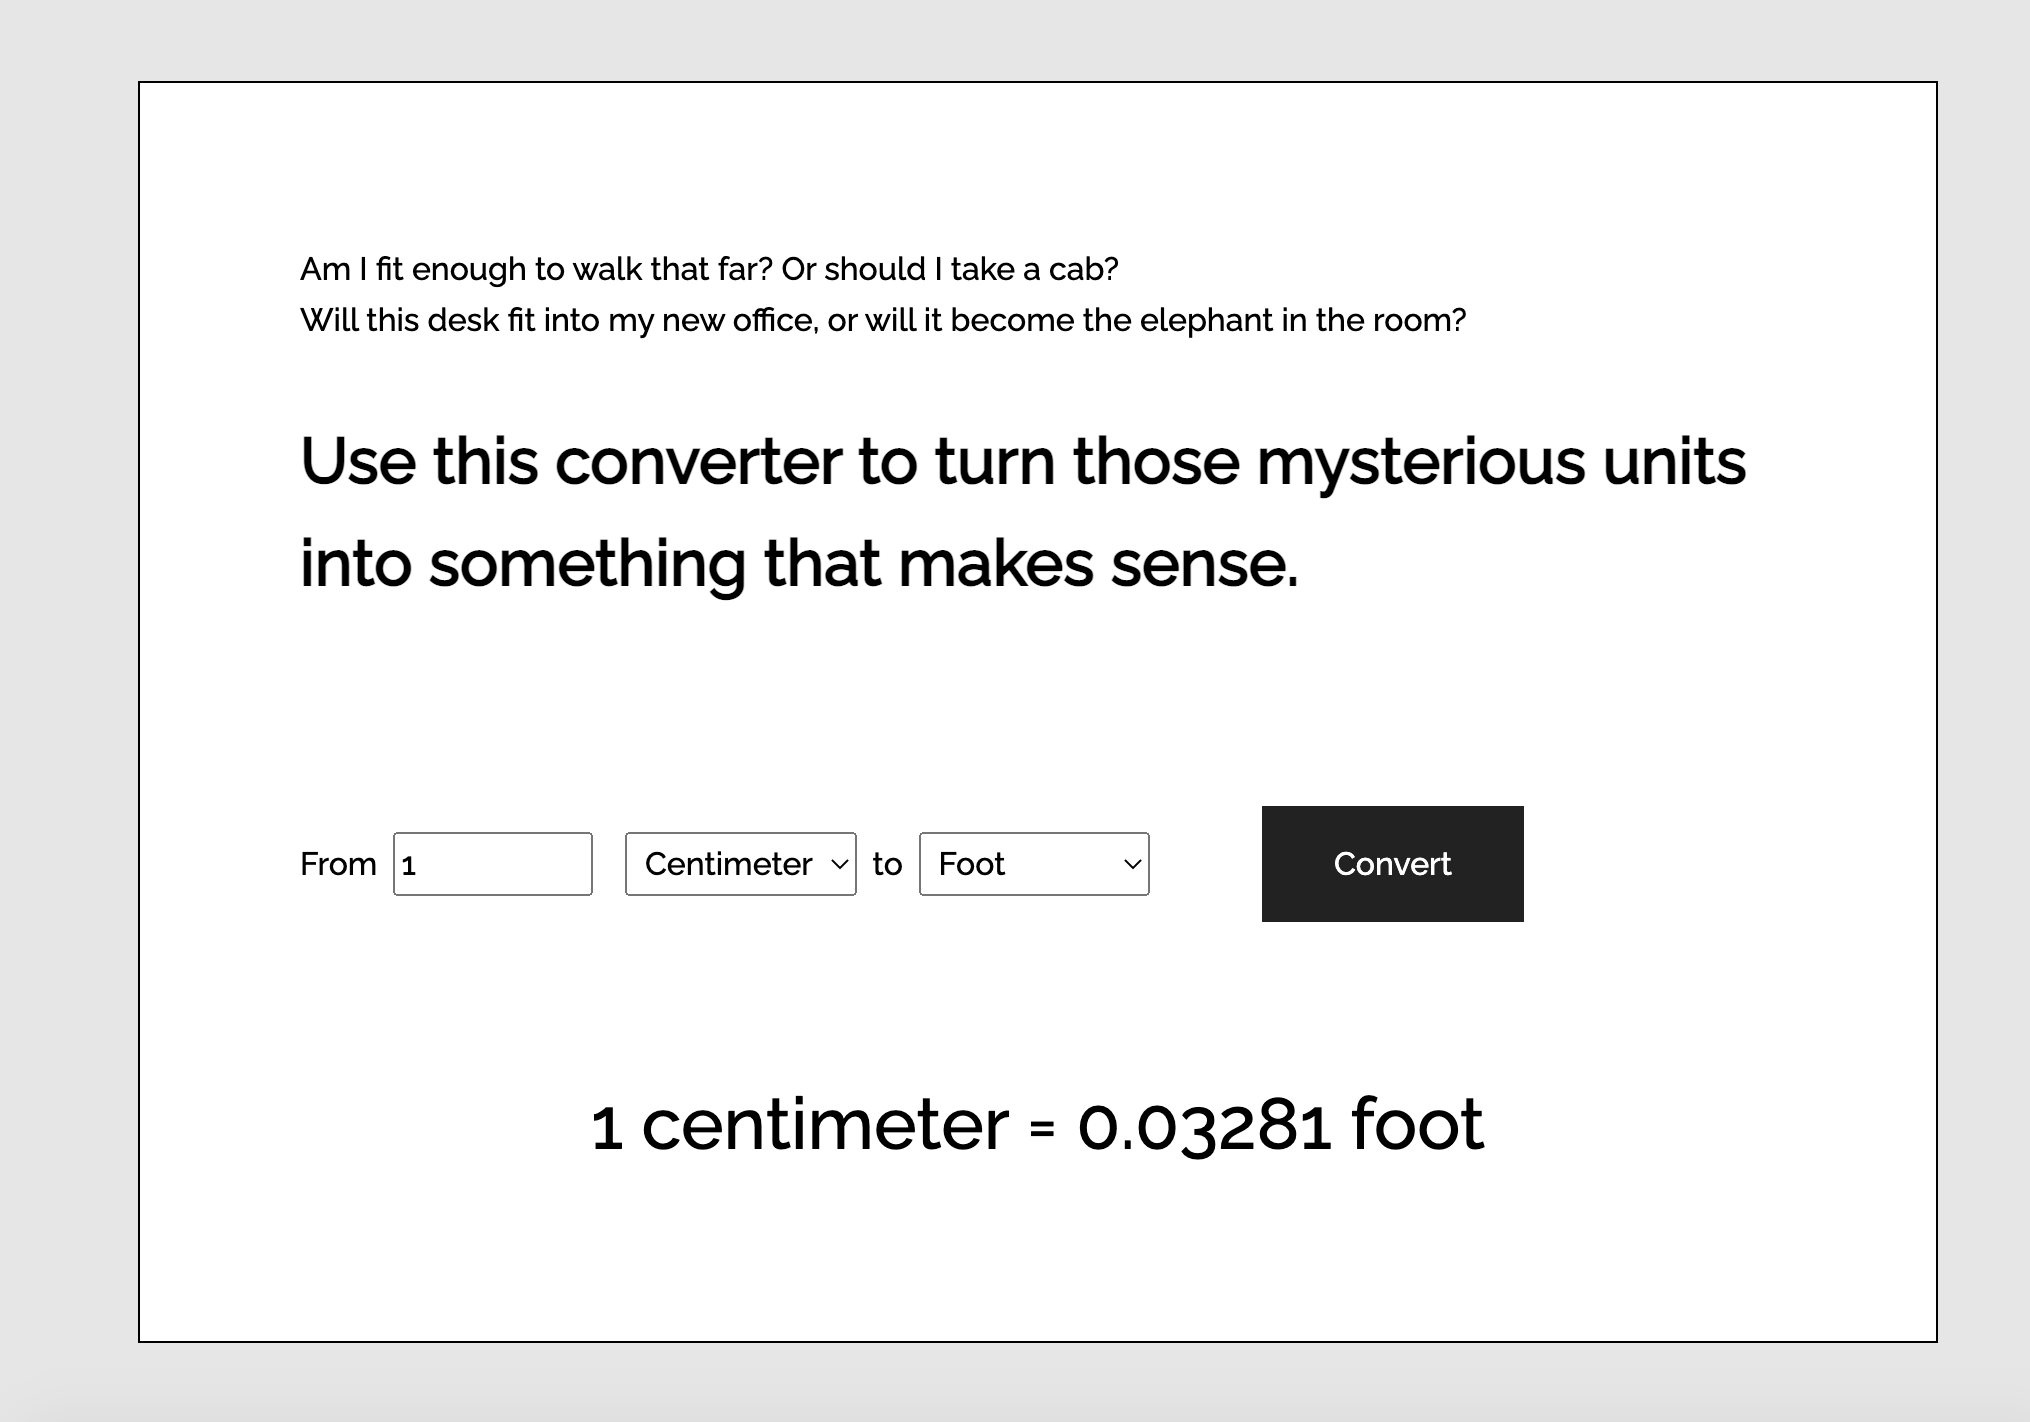 Am I fit enough to walk that far? Or should I take a cab?
Will this desk fit into my new office, or will it become the elephant in the room?
Use this converter to turn those mysterious units
into something that makes sense.
From 1 Centimeter to Foot Convert
1 centimeter = 0.03281 foot